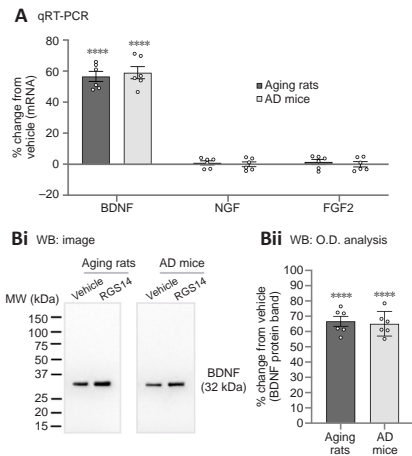 A qRT-PCR
% change from
vehicle (mRNA)
80
60
40
20
0
–20
**** ****
Aging rats
AD mice
BDNF NGF FGF2
Bi WB: image
Aging rats AD mice
Vehicle RGS14 Vehicle RGS14
MW (kDa)
150
100
75
50
37
25
20
15
BDNF
(32 kDa)
Bii WB: O.D. analysis
% change from vehicle
(BDNF protein band)
100
90
80
70
60
50
40
30
20
10
0
**** ****
Aging
rats
AD
mice